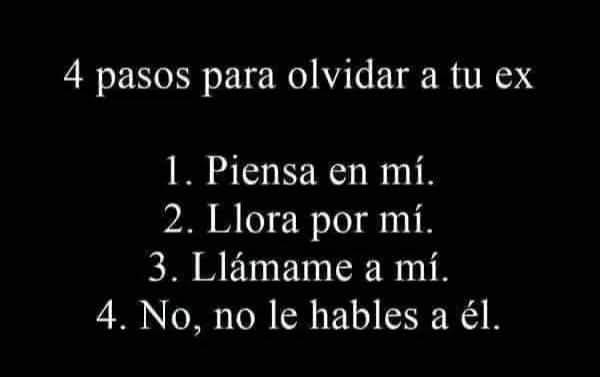 4 pasos para olvidar a tu ex
1. Piensa en mí.
2. Llora por mí.
3. Llámame a mí.
4. No, no le hables a él.